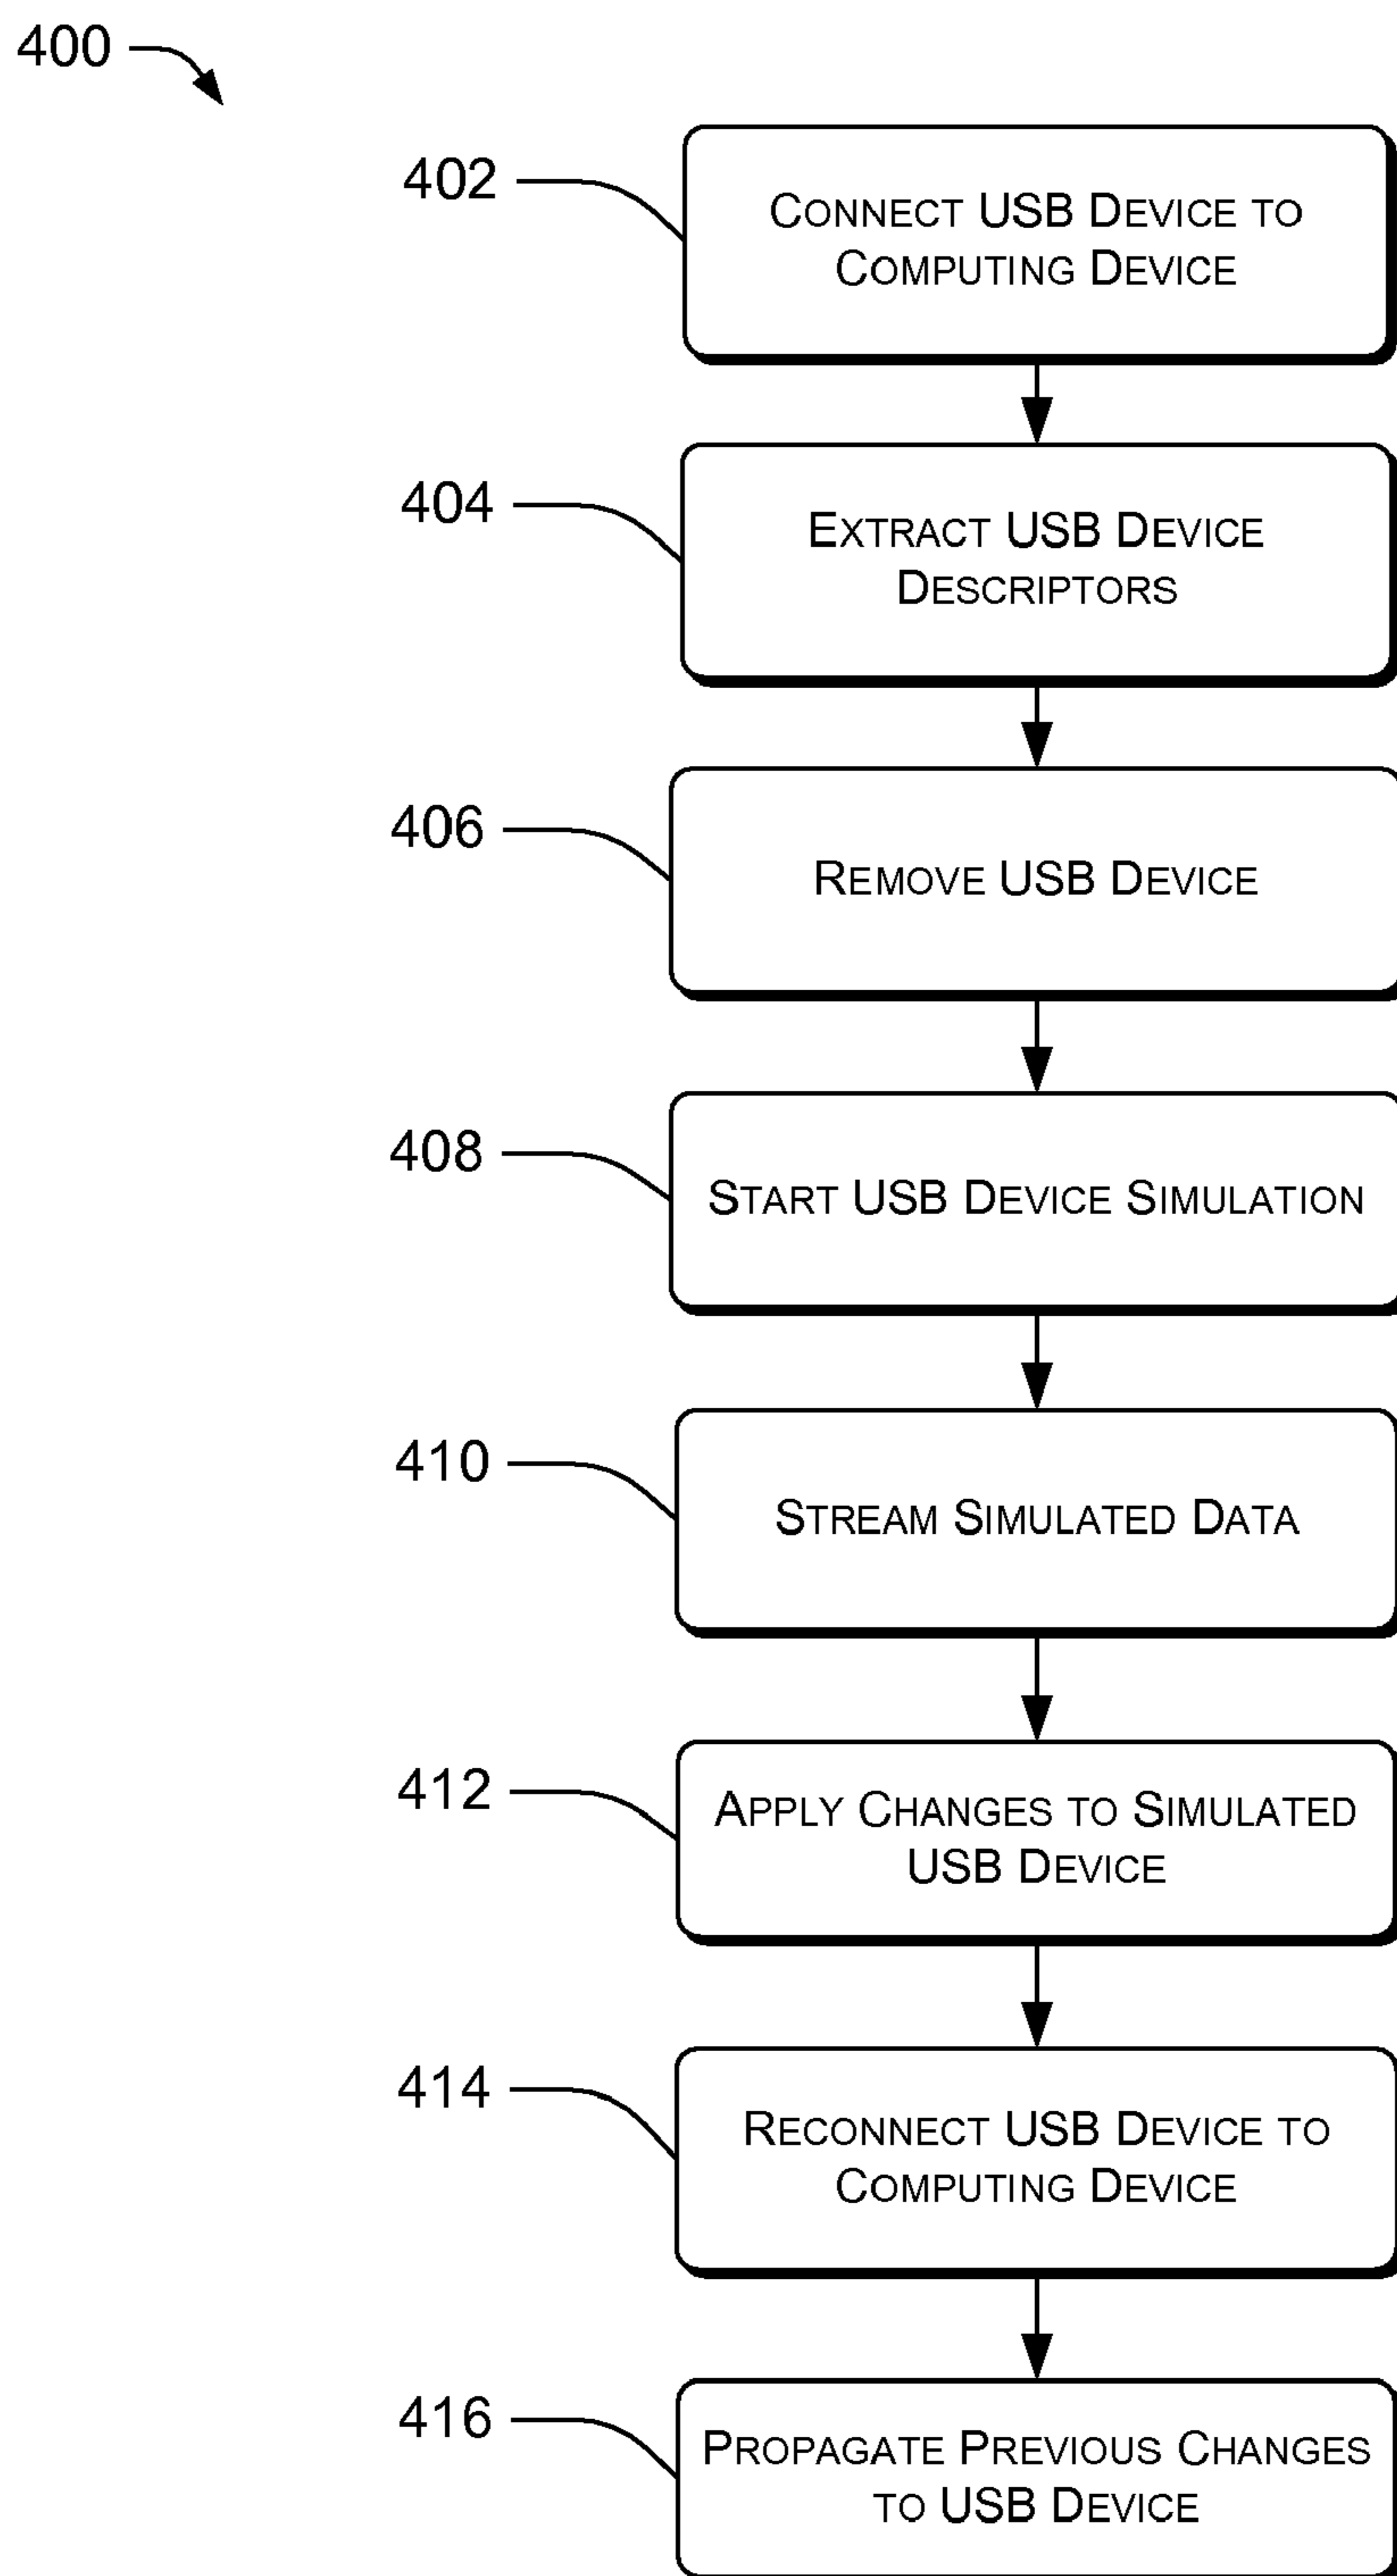 400
402
CONNECT USB DEVICE TO
COMPUTING DEVICE
404
EXTRACT USB DEVICE
DESCRIPTORS
406
REMOVE USB DEVICE
408
START USB DEVICE SIMULATION
410
STREAM SIMULATED DATA
412
APPLY CHANGES TO SIMULATED
USB DEVICE
414
RECONNECT USB DEVICE TO
COMPUTING DEVICE
416
PROPAGATE PREVIOUS CHANGES
TO USB DEVICE